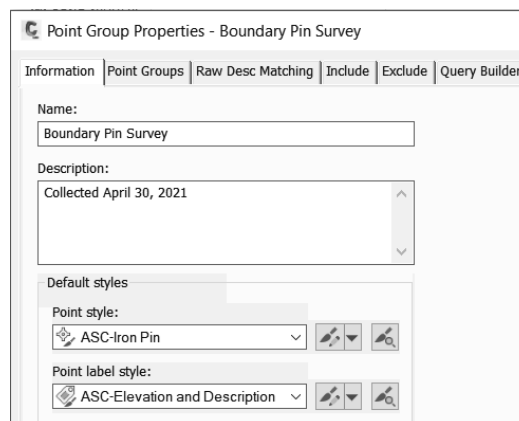 Point Group Properties - Boundary Pin Survey
Information Point Groups Raw Desc Matching Include Exclude Query Builder
Name:
Boundary Pin Survey
Description:
Collected April 30, 2021
Default styles
Point style:
ASC-Iron Pin
Point label style:
ASC-Elevation and Description